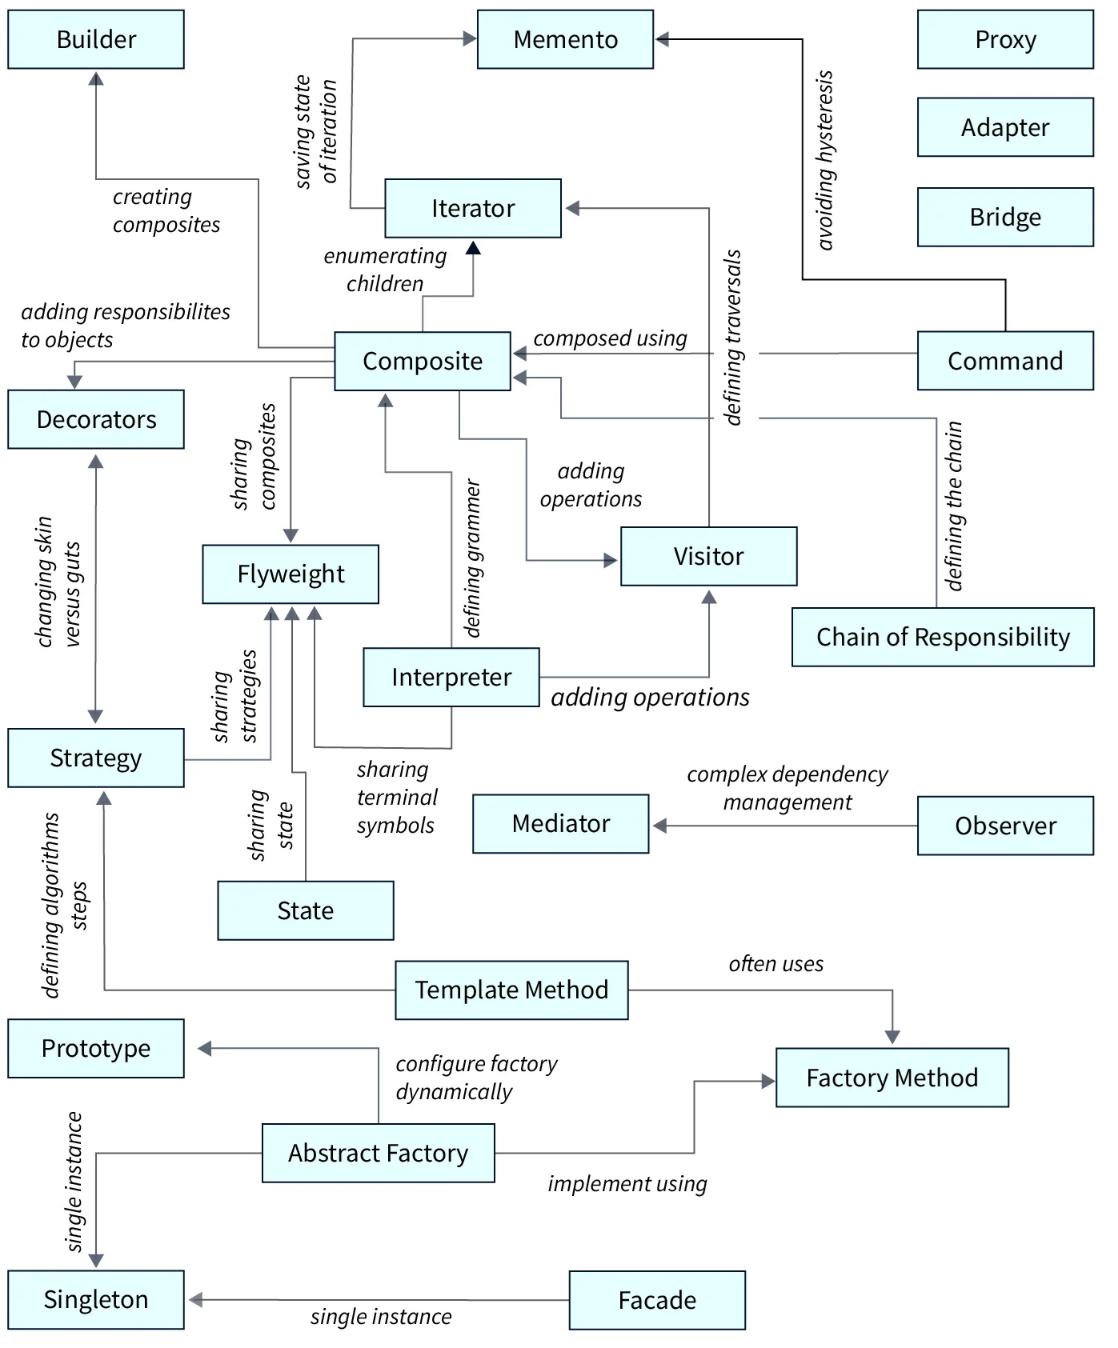 Builder
Memento
Proxy
saving state
of iteration
avoiding hysteresis
Adapter
creating
composites
Iterator
Bridge
enumerating
children
defining traversals
adding responsibilites
to objects
composed using
Composite
Command
Decorators
sharing
composites
adding
operations
defining the chain
defining grammer
changing skin
versus guts
Flyweight
Visitor
Chain of Responsibility
sharing
strategies
Interpreter
adding operations
Strategy
sharing
terminal
symbols
complex dependency
management
sharing
state
Mediator
Observer
defining algorithms
steps
State
often uses
Template Method
Prototype
configure factory
dynamically
Factory Method
single instance
Abstract Factory
implement using
Singleton
single instance
Facade